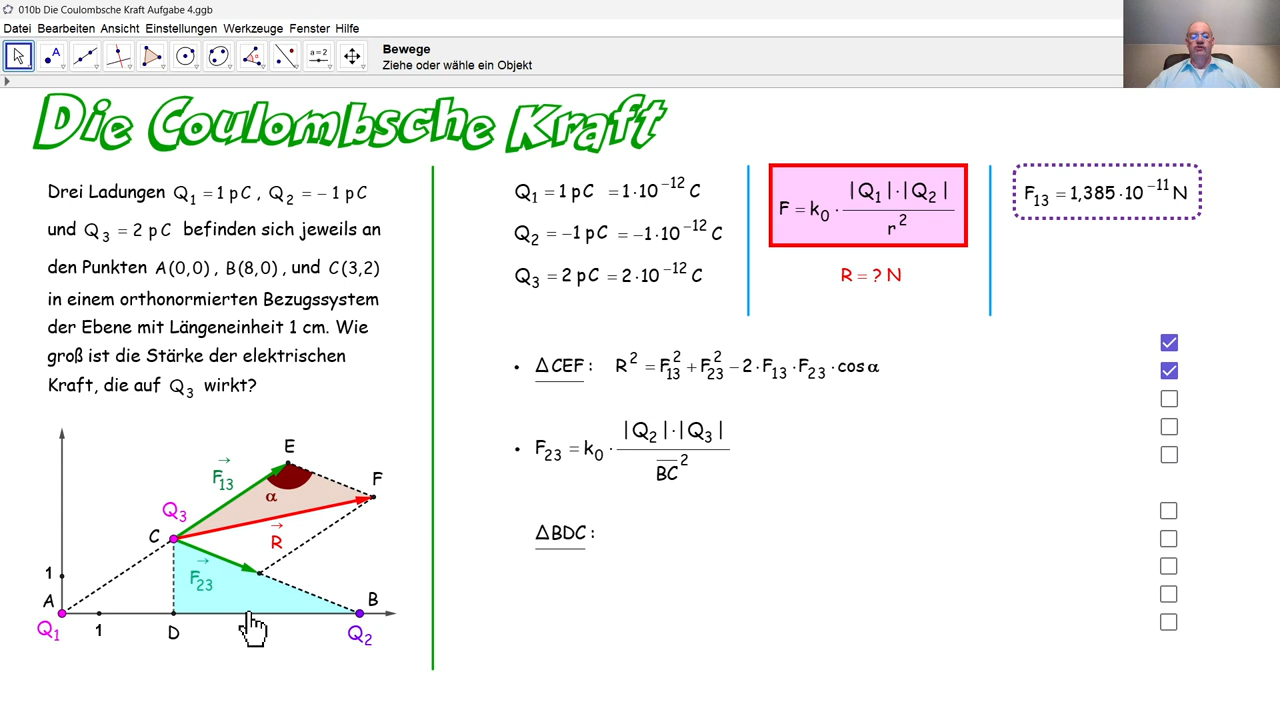 010b Die Coulombsche Kraft Aufgabe 4.ggb
Datei Bearbeiten Ansicht Einstellungen Werkzeuge Fenster Hilfe
A
a=2
Bewege
Ziehe oder wähle ein Objekt
Die Coulombsche Kraft
Drei Ladungen Q₁ = 1 pC , Q₂ = − 1 pC
und Q₃ = 2 pC befinden sich jeweils an
den Punkten A(0,0) , B(8,0) , und C(3,2)
in einem orthonormierten Bezugssystem
der Ebene mit Längeneinheit 1 cm. Wie
groß ist die Stärke der elektrischen
Kraft, die auf Q₃ wirkt?
Q₁ = 1 pC = 1·10⁻¹² C
Q₂ = −1 pC = −1·10⁻¹² C
Q₃ = 2 pC = 2·10⁻¹² C
F = k₀ · |Q₁|·|Q₂| / r²
R = ? N
F₁₃ = 1,385·10⁻¹¹ N
• ΔCEF : R² = F₁₃² + F₂₃² − 2·F₁₃·F₂₃·cos α
• F₂₃ = k₀ · |Q₂|·|Q₃| / B̅C̅²
ΔBDC :
E
F⃗₁₃
F
α
Q₃
C
R⃗
F⃗₂₃
1
A
B
Q₁
1
D
Q₂